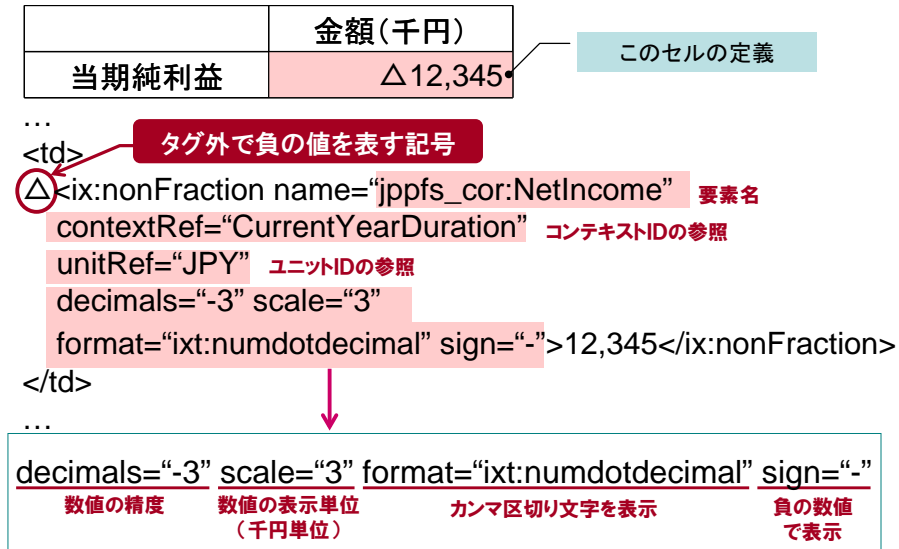 金額（千円）
当期純利益 △12,345
このセルの定義
…
<td>
タグ外で負の値を表す記号
△<ix:nonFraction name=“jppfs_cor:NetIncome” 要素名
contextRef=“CurrentYearDuration” コンテキストIDの参照
unitRef=“JPY” ユニットIDの参照
decimals=“-3” scale=“3”
format=“ixt:numdotdecimal” sign=“-”>12,345</ix:nonFraction>
</td>
…
decimals=“-3” scale=“3” format=“ixt:numdotdecimal” sign=“-”
数値の精度 数値の表示単位 カンマ区切り文字を表示 負の数値
（千円単位） で表示